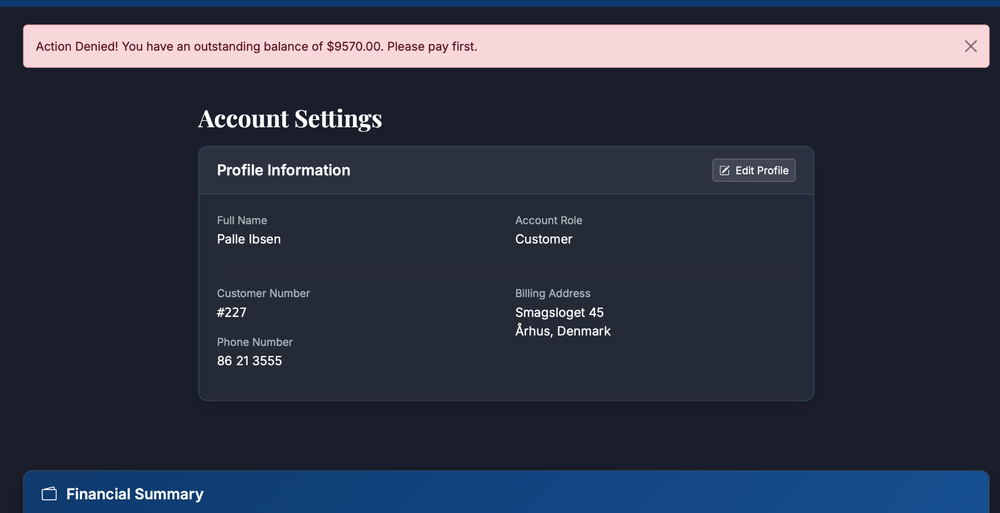 Action Denied! You have an outstanding balance of $9570.00. Please pay first.
Account Settings
Profile Information
Edit Profile
Full Name
Palle Ibsen
Account Role
Customer
Customer Number
#227
Billing Address
Smagsloget 45
Århus, Denmark
Phone Number
86 21 3555
Financial Summary